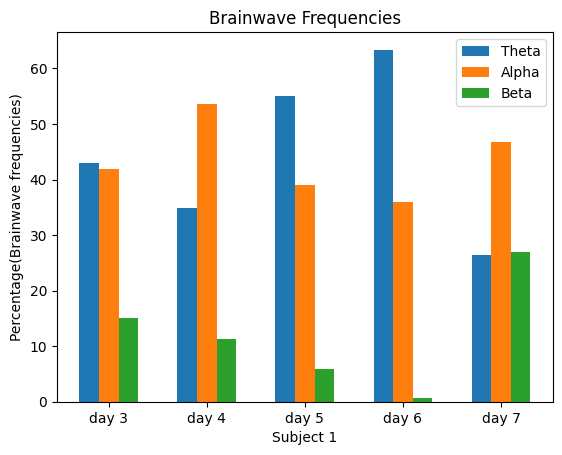 Brainwave Frequencies
Theta
Alpha
Beta
Percentage(Brainwave frequencies)
60
50
40
30
20
10
0
day 3 day 4 day 5 day 6 day 7
Subject 1